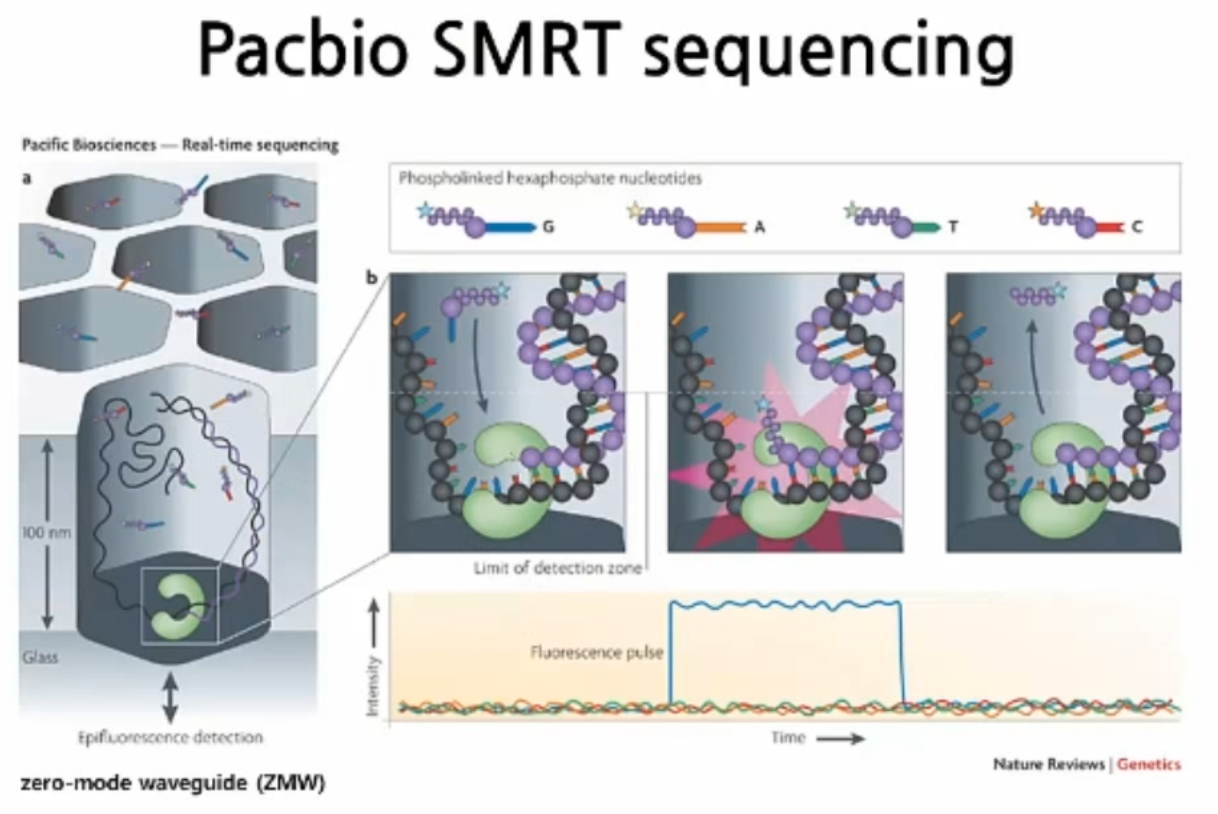 Pacbio SMRT sequencing
Pacific Biosciences — Real-time sequencing
a
Phospholinked hexaphosphate nucleotides
G
A
T
C
b
Limit of detection zone
100 nm
Glass
Epifluorescence detection
zero-mode waveguide (ZMW)
Intensity
Fluorescence pulse
Time
Nature Reviews | Genetics